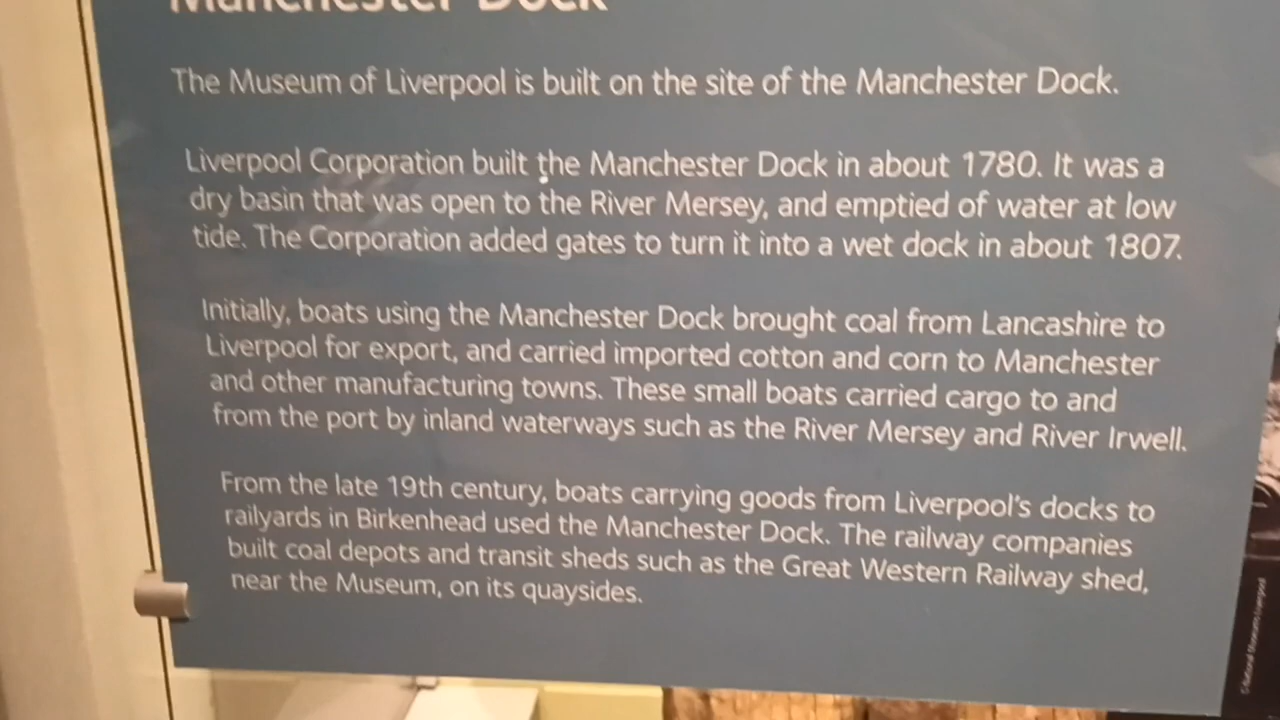 Manchester Dock
The Museum of Liverpool is built on the site of the Manchester Dock.
Liverpool Corporation built the Manchester Dock in about 1780. It was a
dry basin that was open to the River Mersey, and emptied of water at low
tide. The Corporation added gates to turn it into a wet dock in about 1807.
Initially, boats using the Manchester Dock brought coal from Lancashire to
Liverpool for export, and carried imported cotton and corn to Manchester
and other manufacturing towns. These small boats carried cargo to and
from the port by inland waterways such as the River Mersey and River Irwell.
From the late 19th century, boats carrying goods from Liverpool's docks to
railyards in Birkenhead used the Manchester Dock. The railway companies
built coal depots and transit sheds such as the Great Western Railway shed,
near the Museum, on its quaysides.
© National Museums Liverpool